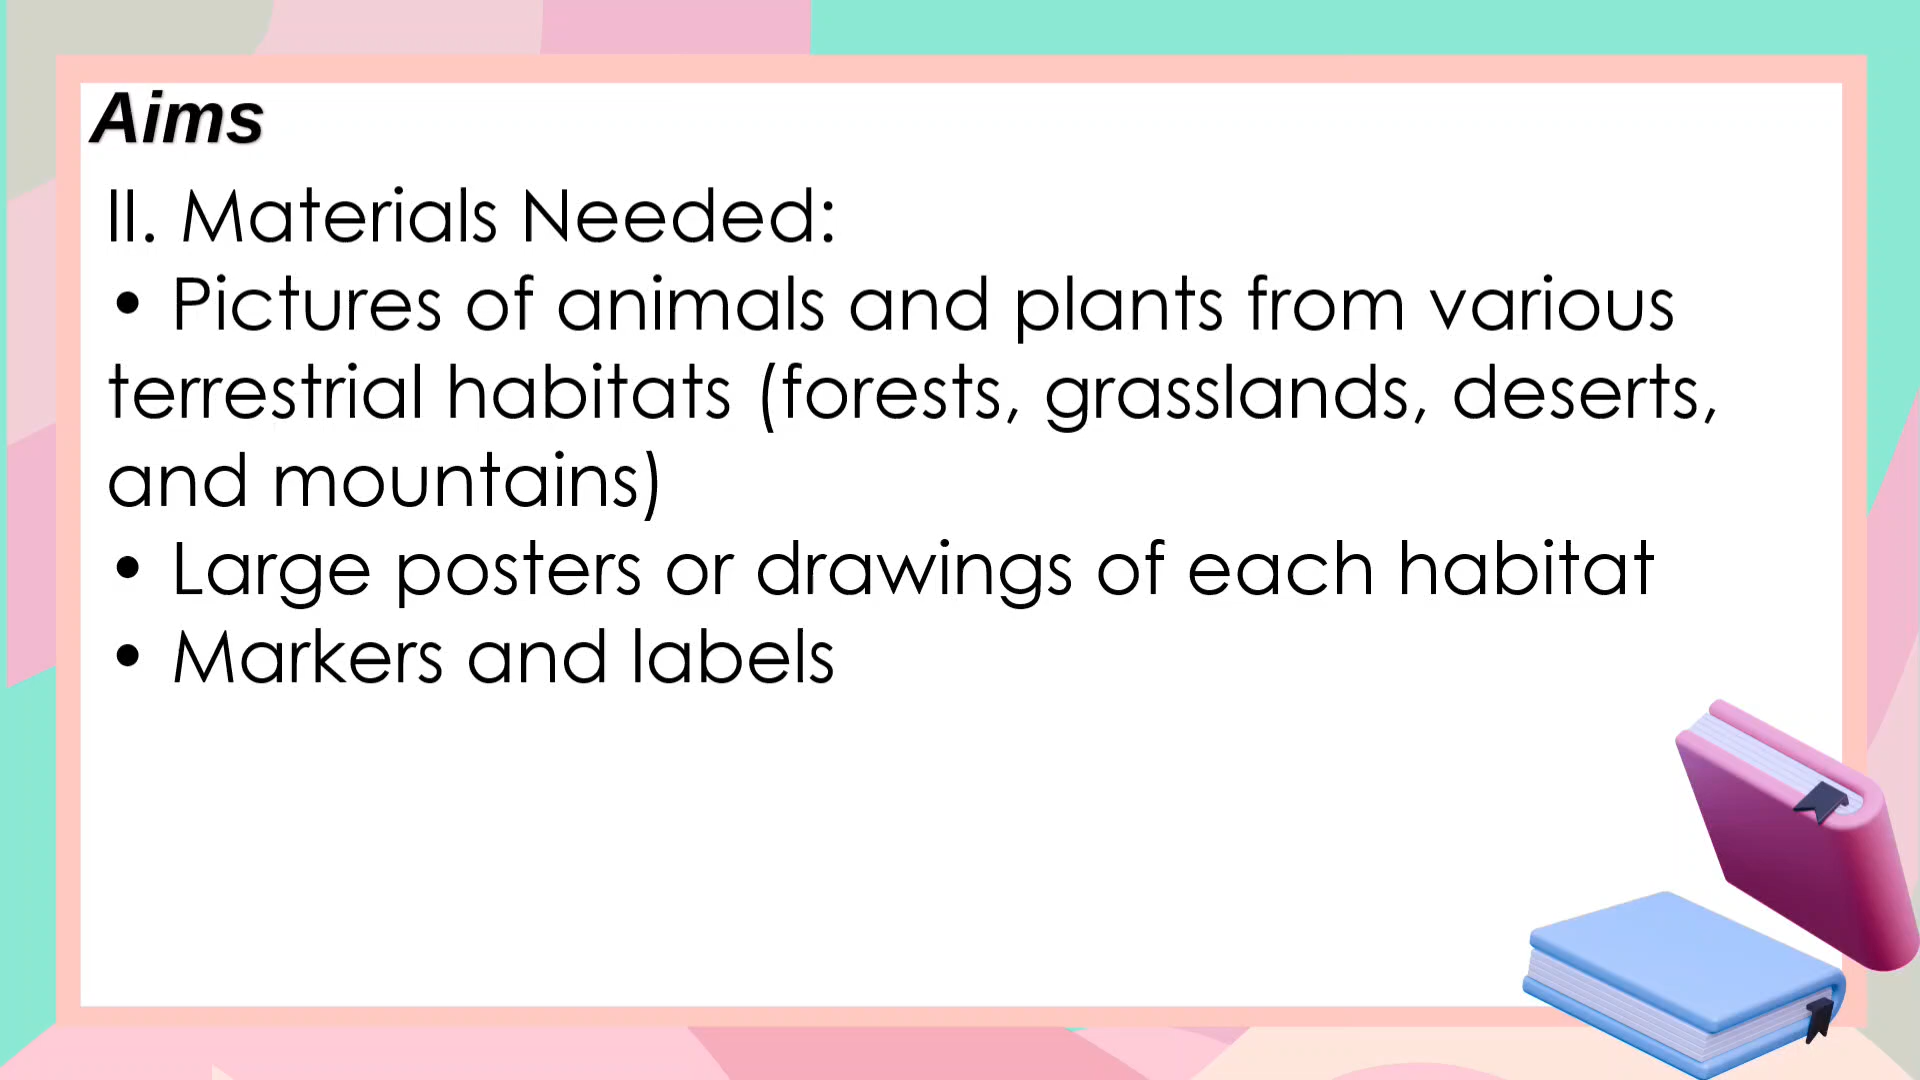 Aims
II. Materials Needed:
• Pictures of animals and plants from various
terrestrial habitats (forests, grasslands, deserts,
and mountains)
• Large posters or drawings of each habitat
• Markers and labels